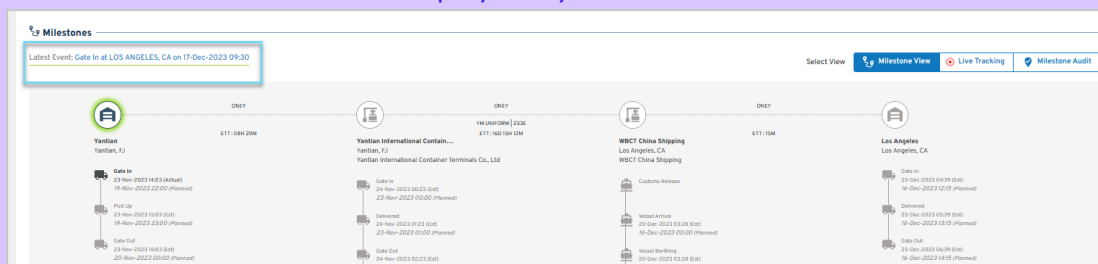 Milestones
Latest Event: Gate In at LOS ANGELES, CA on 17-Dec-2023 09:30
Select View
Milestone View
Live Tracking
Milestone Audit
ONEY
ETT : 08H 20M
ONEY
YM UNIFORM | 233E
ETT : 16D 15H 12M
ONEY
ETT : 15M
Yantian
Yantian, FJ
Gate In
23-Nov-2023 14:03 (Actual)
19-Nov-2023 22:00 (Planned)
Pick Up
23-Nov-2023 15:03 (Est)
19-Nov-2023 23:00 (Planned)
Gate Out
23-Nov-2023 16:03 (Est)
20-Nov-2023 00:00 (Planned)
Yantian International Contain...
Yantian, FJ
Yantian International Container Terminals Co., Ltd
Gate In
24-Nov-2023 00:23 (Est)
23-Nov-2023 00:00 (Planned)
Delivered
24-Nov-2023 01:23 (Est)
23-Nov-2023 01:00 (Planned)
Gate Out
24-Nov-2023 02:23 (Est)
WBCT China Shipping
Los Angeles, CA
WBCT China Shipping
Customs Release
Vessel Arrival
20-Dec-2023 03:28 (Est)
16-Dec-2023 00:00 (Planned)
Vessel Berthing
20-Dec-2023 03:28 (Est)
Los Angeles
Los Angeles, CA
Gate In
25-Dec-2023 04:39 (Est)
16-Dec-2023 12:15 (Planned)
Delivered
25-Dec-2023 05:39 (Est)
16-Dec-2023 13:15 (Planned)
Gate Out
25-Dec-2023 06:39 (Est)
16-Dec-2023 14:15 (Planned)